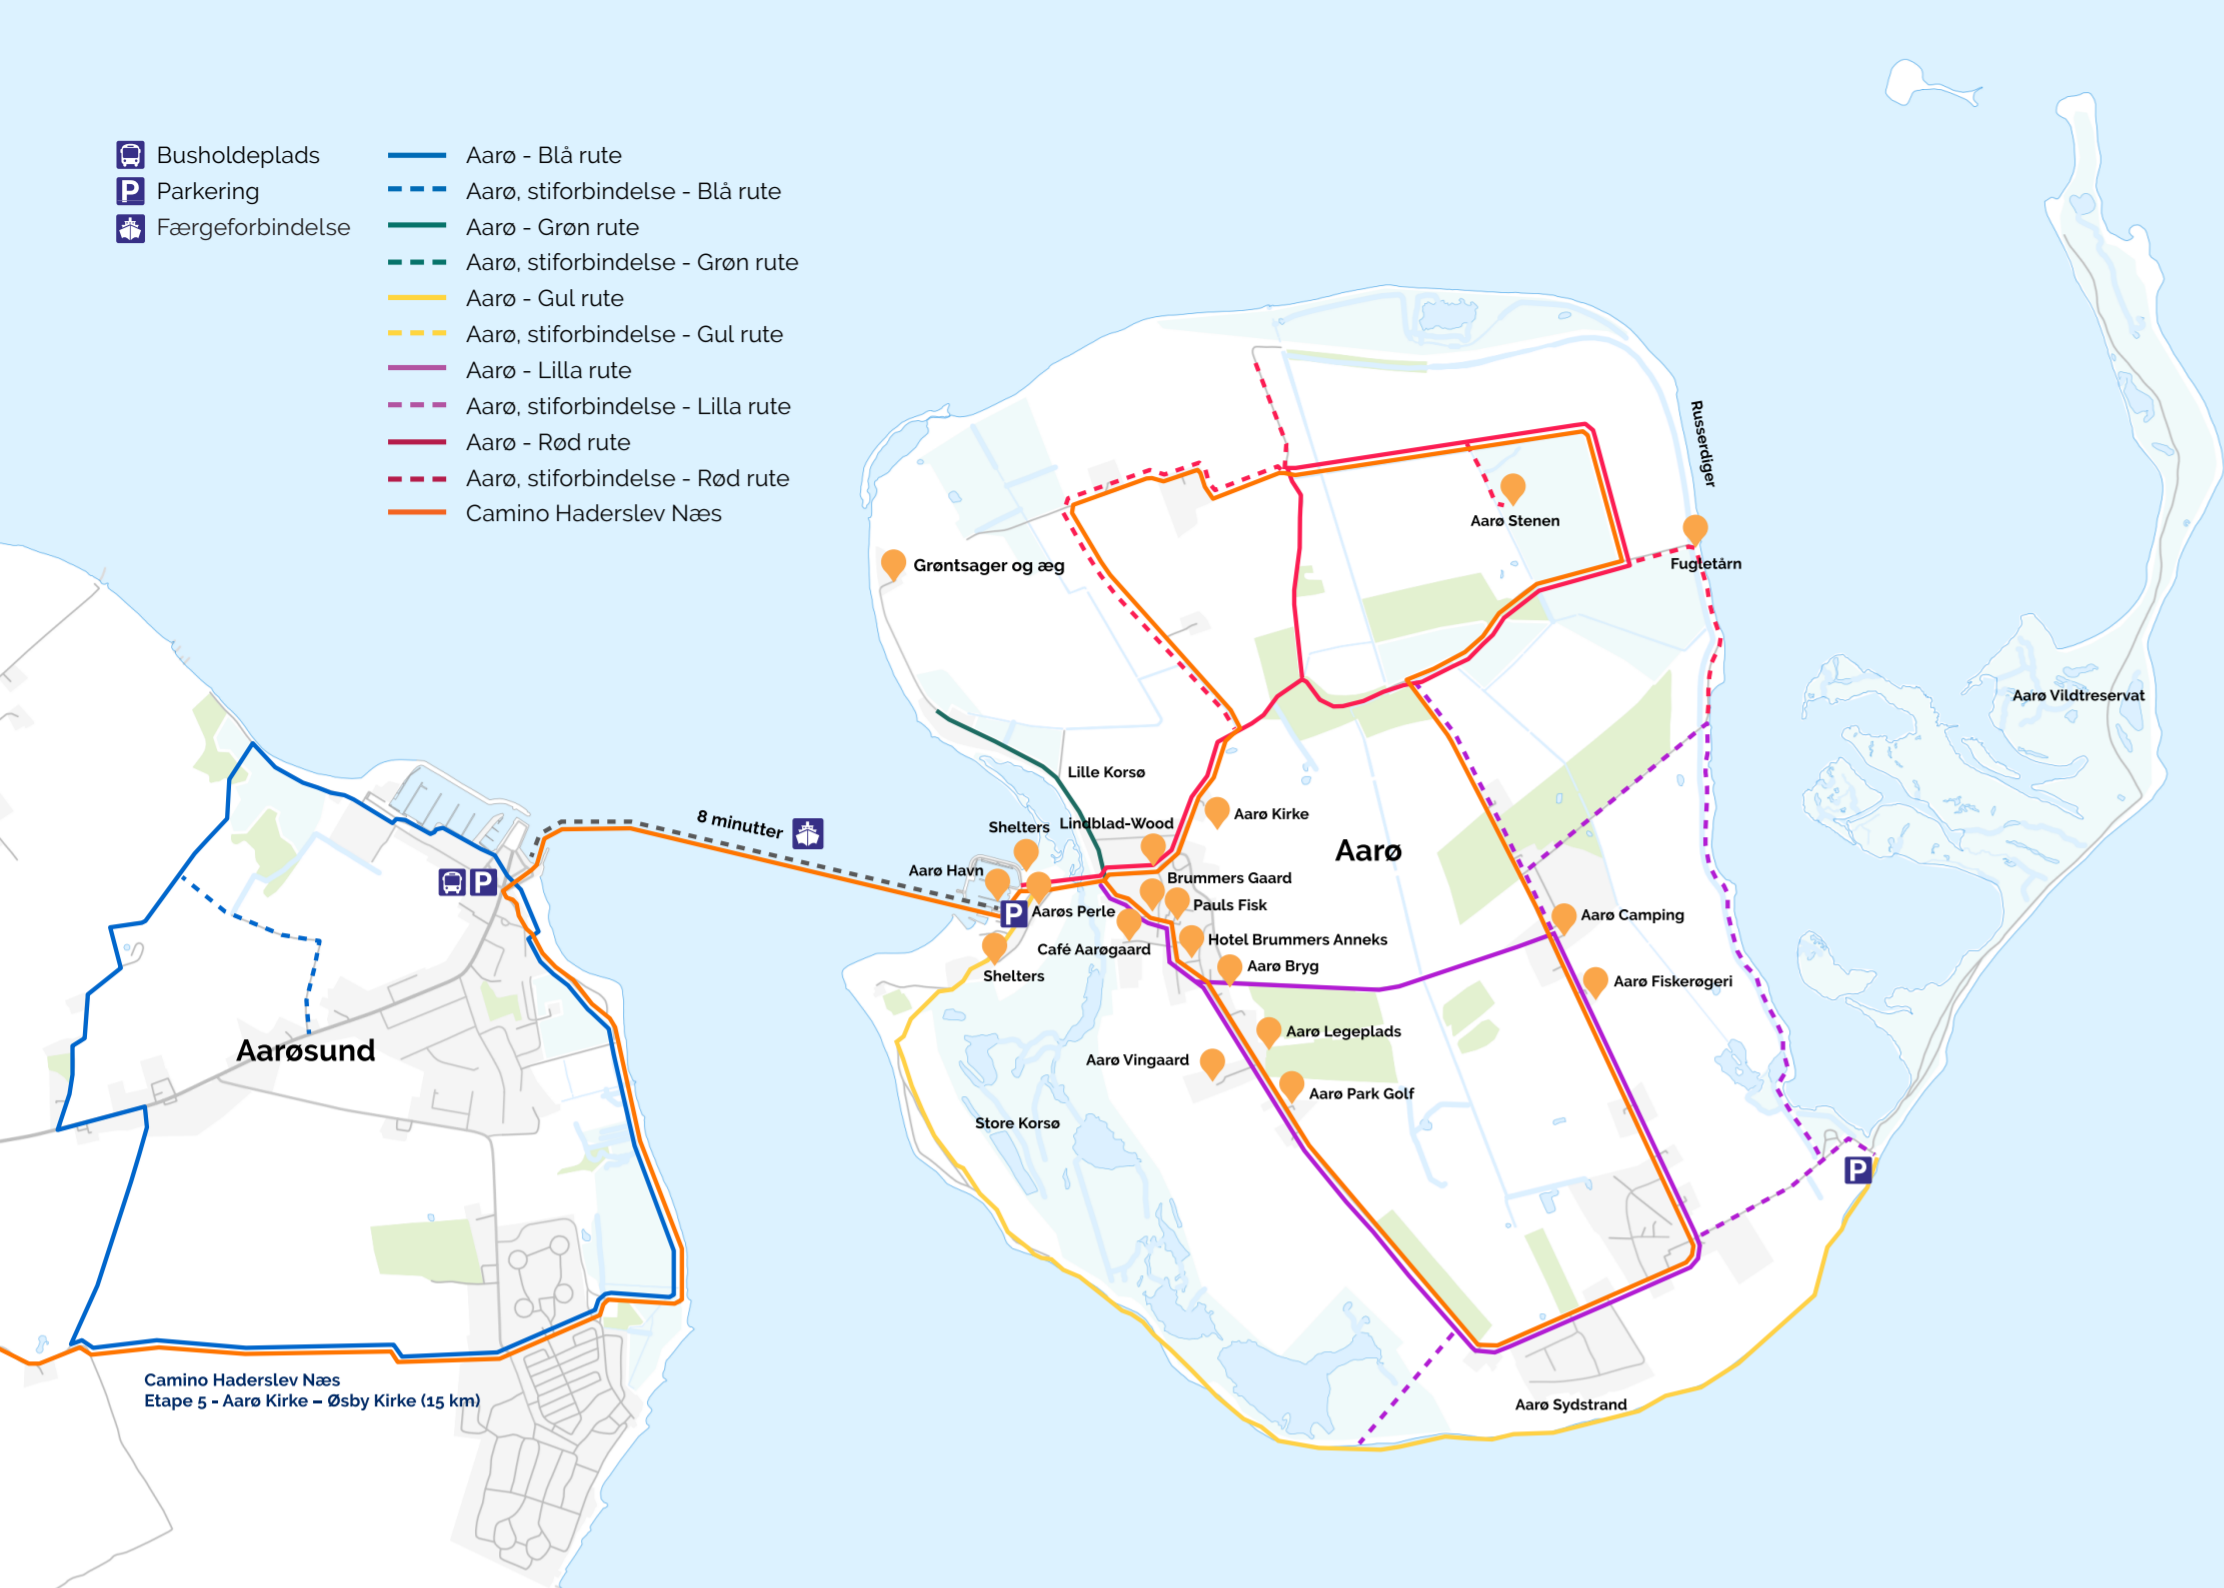 Busholdeplads
Parkering
Færgeforbindelse
Aarø - Blå rute
Aarø, stiforbindelse - Blå rute
Aarø - Grøn rute
Aarø, stiforbindelse - Grøn rute
Aarø - Gul rute
Aarø, stiforbindelse - Gul rute
Aarø - Lilla rute
Aarø, stiforbindelse - Lilla rute
Aarø - Rød rute
Aarø, stiforbindelse - Rød rute
Camino Haderslev Næs
P
Russerdiger
Aarø Stenen
Fugletårn
Grøntsager og æg
Aarø Vildtreservat
Lille Korsø
8 minutter
Shelters
Lindblad-Wood
Aarø Kirke
Aarø
Aarø Havn
Brummers Gaard
P
P
Aarøs Perle
Pauls Fisk
Aarø Camping
Café Aarøgaard
Hotel Brummers Anneks
Shelters
Aarø Bryg
Aarø Fiskerøgeri
Aarøsund
Aarø Legeplads
Aarø Vingaard
Aarø Park Golf
Store Korsø
P
Camino Haderslev Næs
Etape 5 - Aarø Kirke – Øsby Kirke (15 km)
Aarø Sydstrand